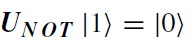 U_{NOT} |1⟩ = |0⟩